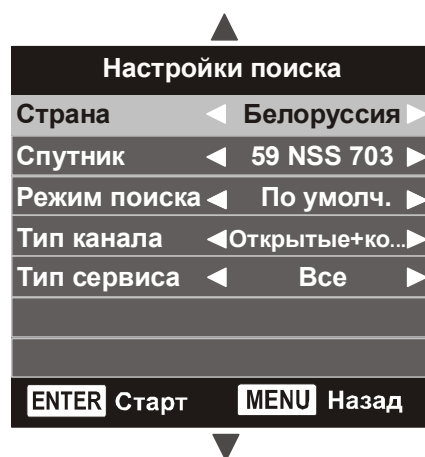 Настройки поиска
Страна Белоруссия
Спутник 59 NSS 703
Режим поиска По умолч.
Тип канала Открытые+ко...
Тип сервиса Все
ENTER Старт MENU Назад